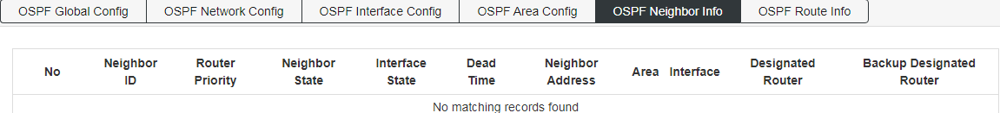 OSPF Global Config OSPF Network Config OSPF Interface Config OSPF Area Config OSPF Neighbor Info OSPF Route Info
No Neighbor ID Router Priority Neighbor State Interface State Dead Time Neighbor Address Area Interface Designated Router Backup Designated Router
No matching records found